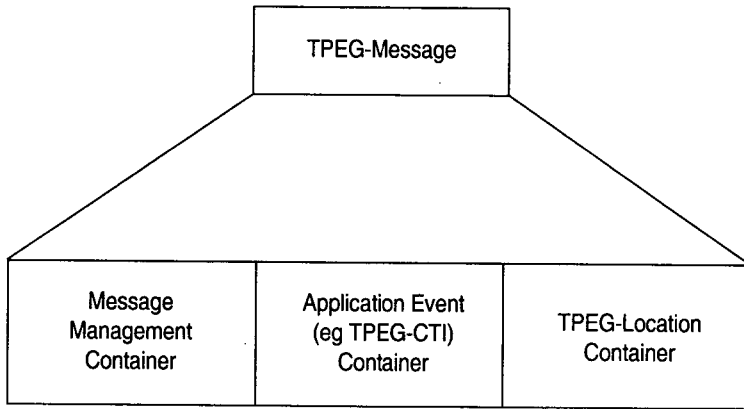 TPEG-Message
Message
Management
Container
Application Event
(eg TPEG-CTI)
Container
TPEG-Location
Container